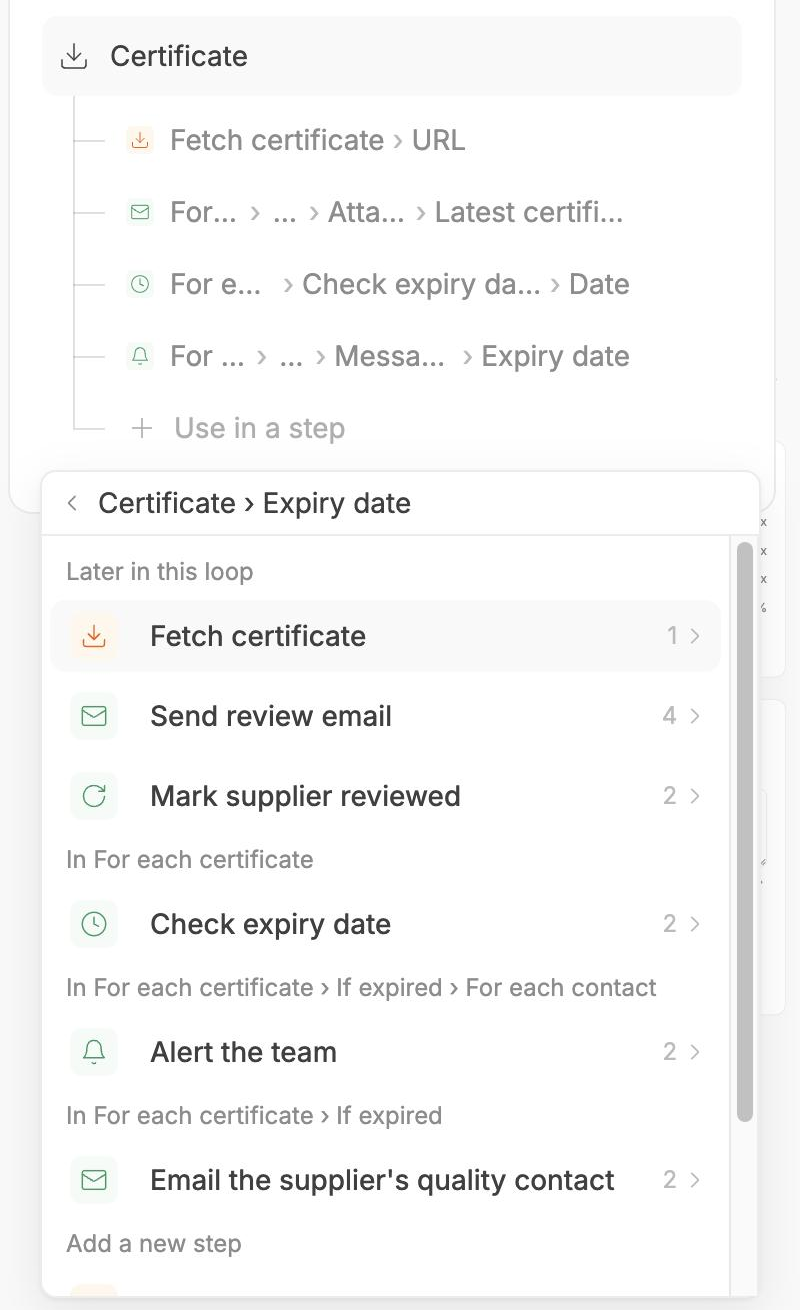 Certificate
Fetch certificate › URL
For... › ... › Atta... › Latest certifi...
For e... › Check expiry da... › Date
For ... › ... › Messa... › Expiry date
Use in a step
Certificate › Expiry date
Later in this loop
Fetch certificate 1
Send review email 4
Mark supplier reviewed 2
In For each certificate
Check expiry date 2
In For each certificate › If expired › For each contact
Alert the team 2
In For each certificate › If expired
Email the supplier's quality contact 2
Add a new step
x
x
x
%